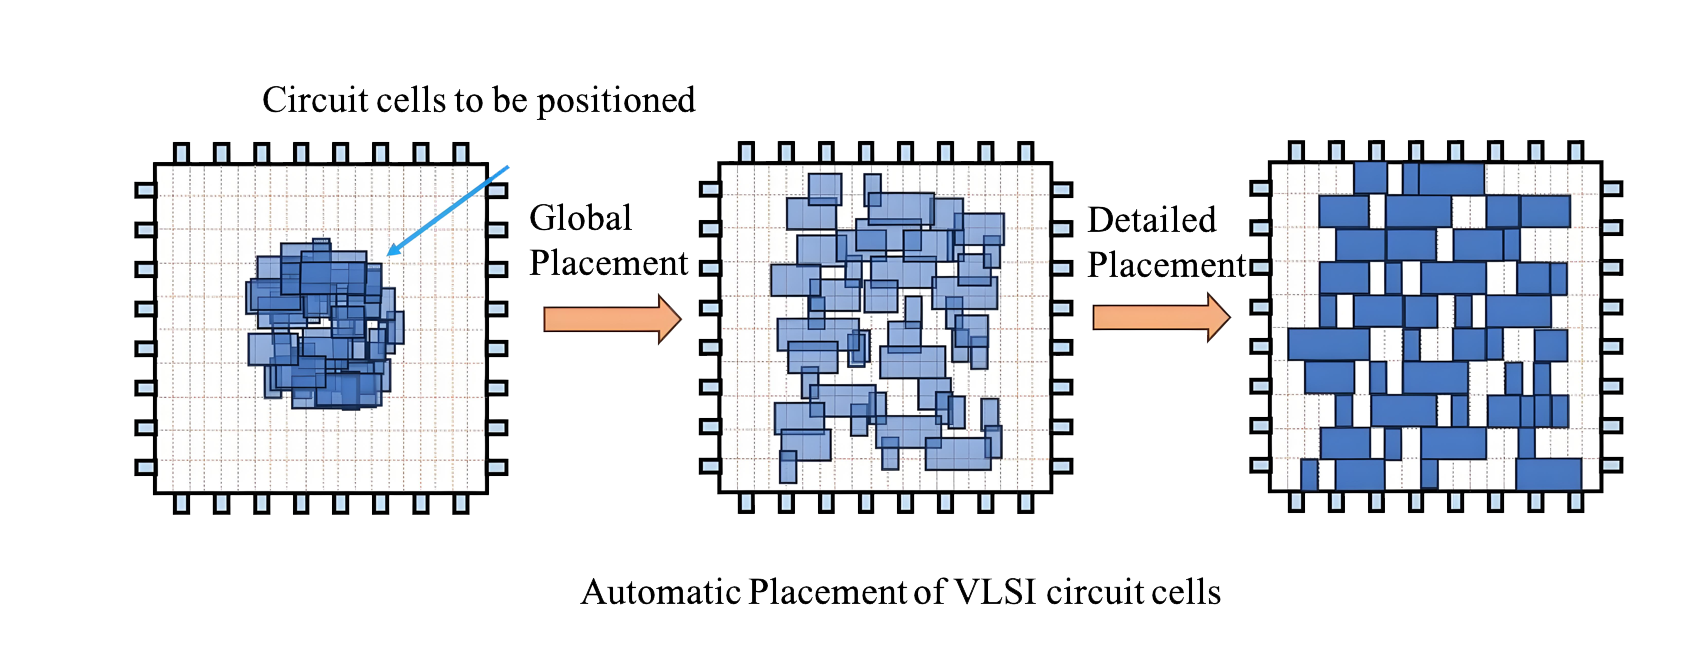 Circuit cells to be positioned
Global
Placement
Detailed
Placement
Automatic Placement of VLSI circuit cells